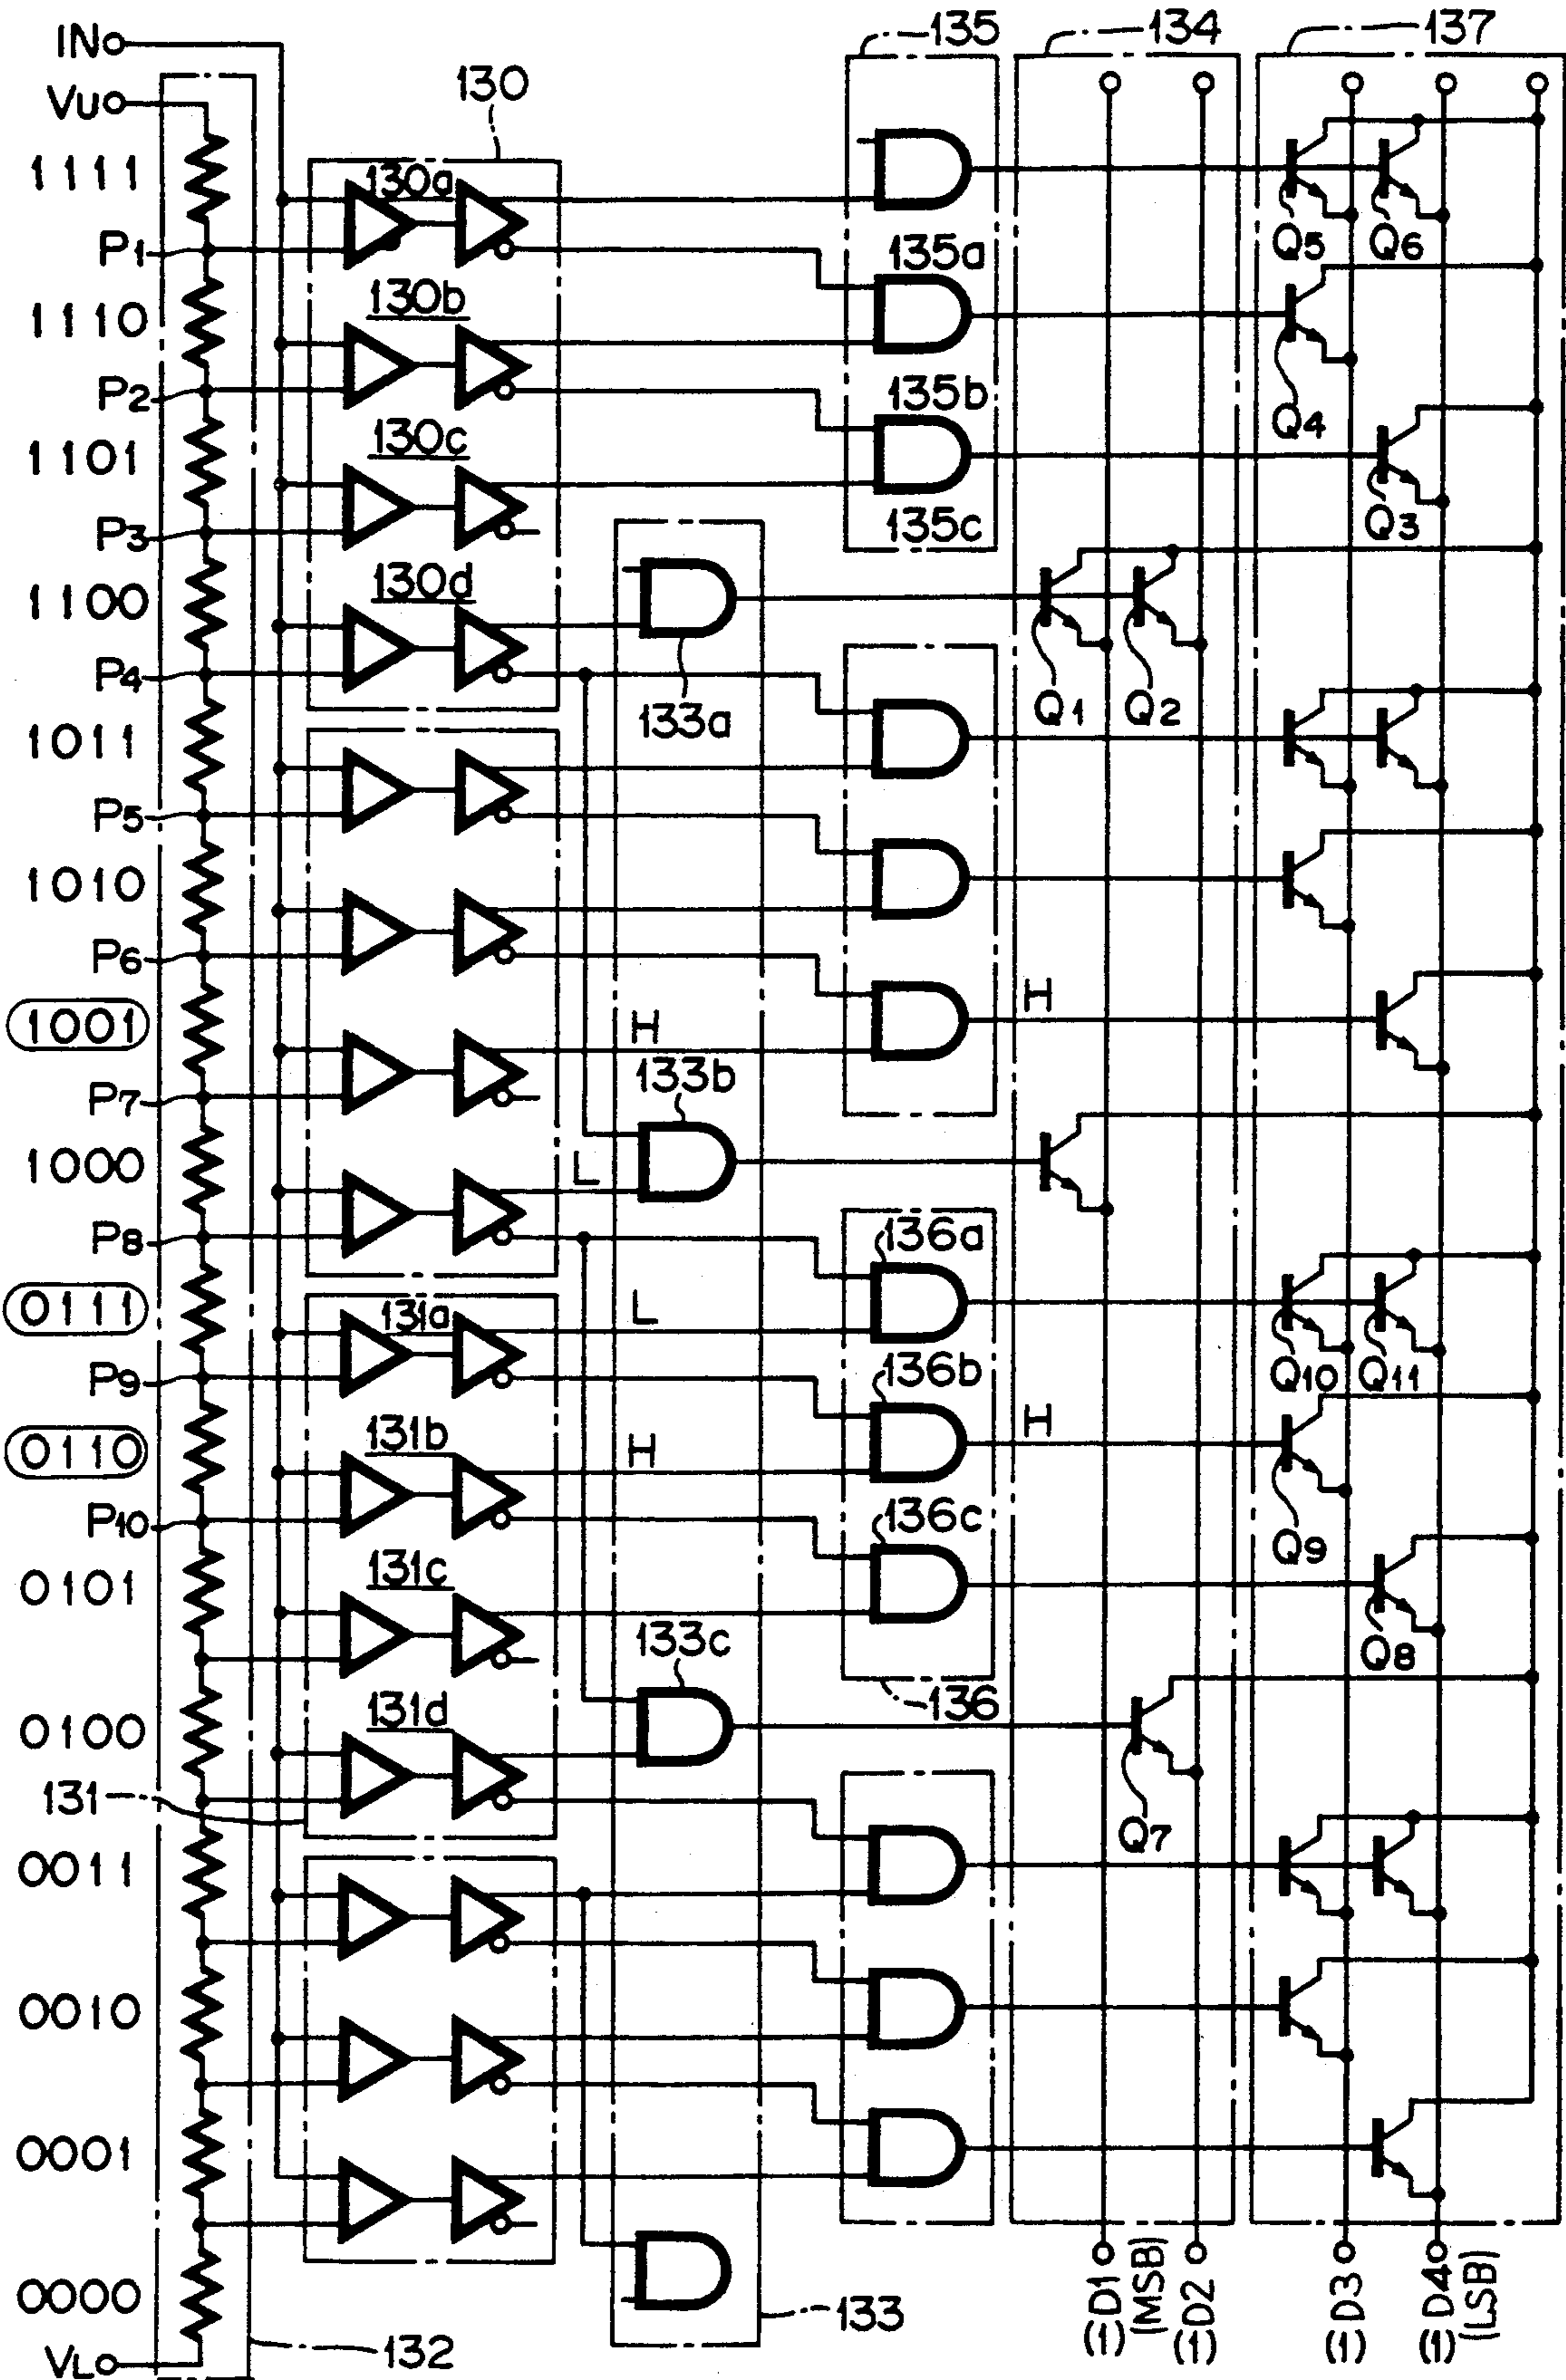 IN
VU
135
134
137
130
1111
130a
P1
Q5
Q6
135a
1110
130b
P2
135b
Q4
1101
130c
P3
135c
Q3
1100
130d
P4
133a
Q1
Q2
1011
P5
1010
P6
H
1001
H
P7
133b
1000
L
P8
136a
0111
131a
L
P9
136b
Q10
Q11
0110
131b
H
H
P10
136c
Q9
0101
131c
133c
Q8
136
0100
131d
131
Q7
0011
0010
0001
0000
133
132
VL
(1)D1
(MSB)
(1)D2
(1)D3
(1)D4
(LSB)